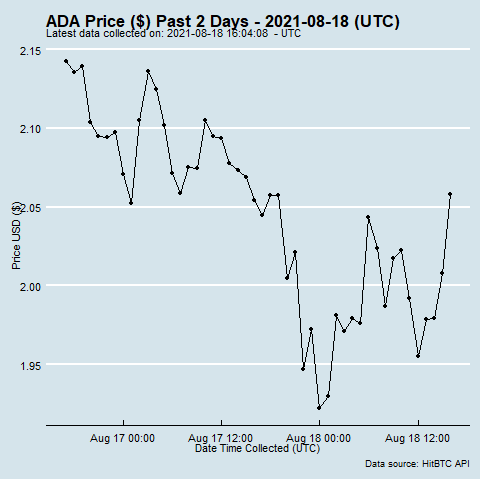 ADA Price ($) Past 2 Days - 2021-08-18 (UTC)
Latest data collected on: 2021-08-18 16:04:08 - UTC
2.15
2.10
2.05
2.00
1.95
Price USD ($)
Aug 17 00:00
Aug 17 12:00
Aug 18 00:00
Aug 18 12:00
Date Time Collected (UTC)
Data source: HitBTC API